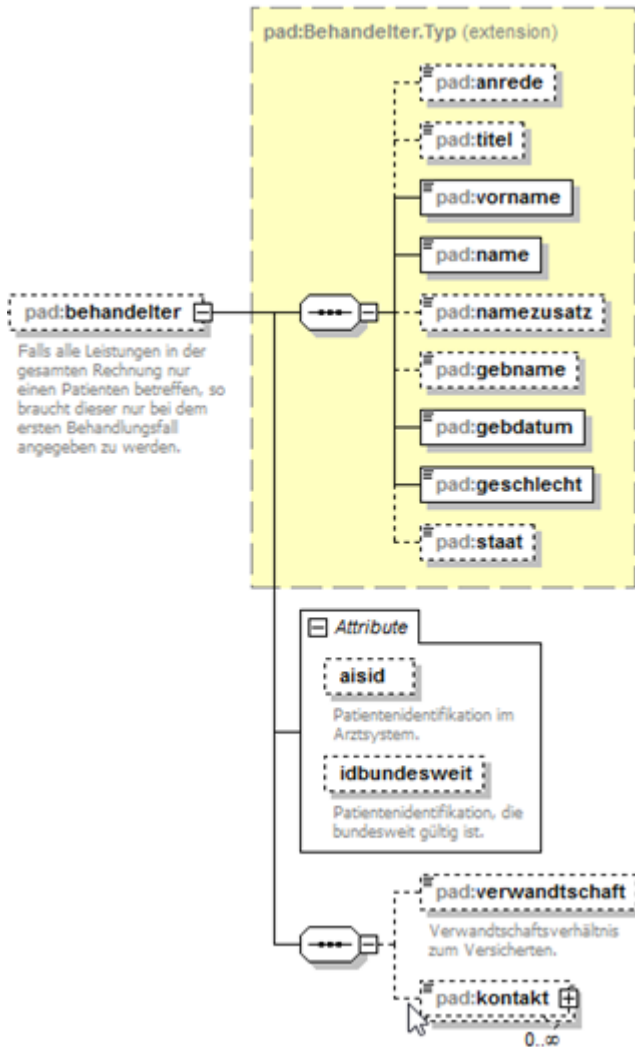 pad:Behandelter.Typ (extension)
pad:anrede
pad:titel
pad:vorname
pad:name
pad:behandelter
Falls alle Leistungen in der
gesamten Rechnung nur
einen Patienten betreffen, so
braucht dieser nur bei dem
ersten Behandlungsfall
angegeben zu werden.
pad:namezusatz
pad:gebname
pad:gebdatum
pad:geschlecht
pad:staat
Attribute
aisid
Patientenidentifikation im
Arztsystem.
idbundesweit
Patientenidentifikation, die
bundesweit gültig ist.
pad:verwandtschaft
Verwandtschaftsverhältnis
zum Versicherten.
pad:kontakt
0..∞